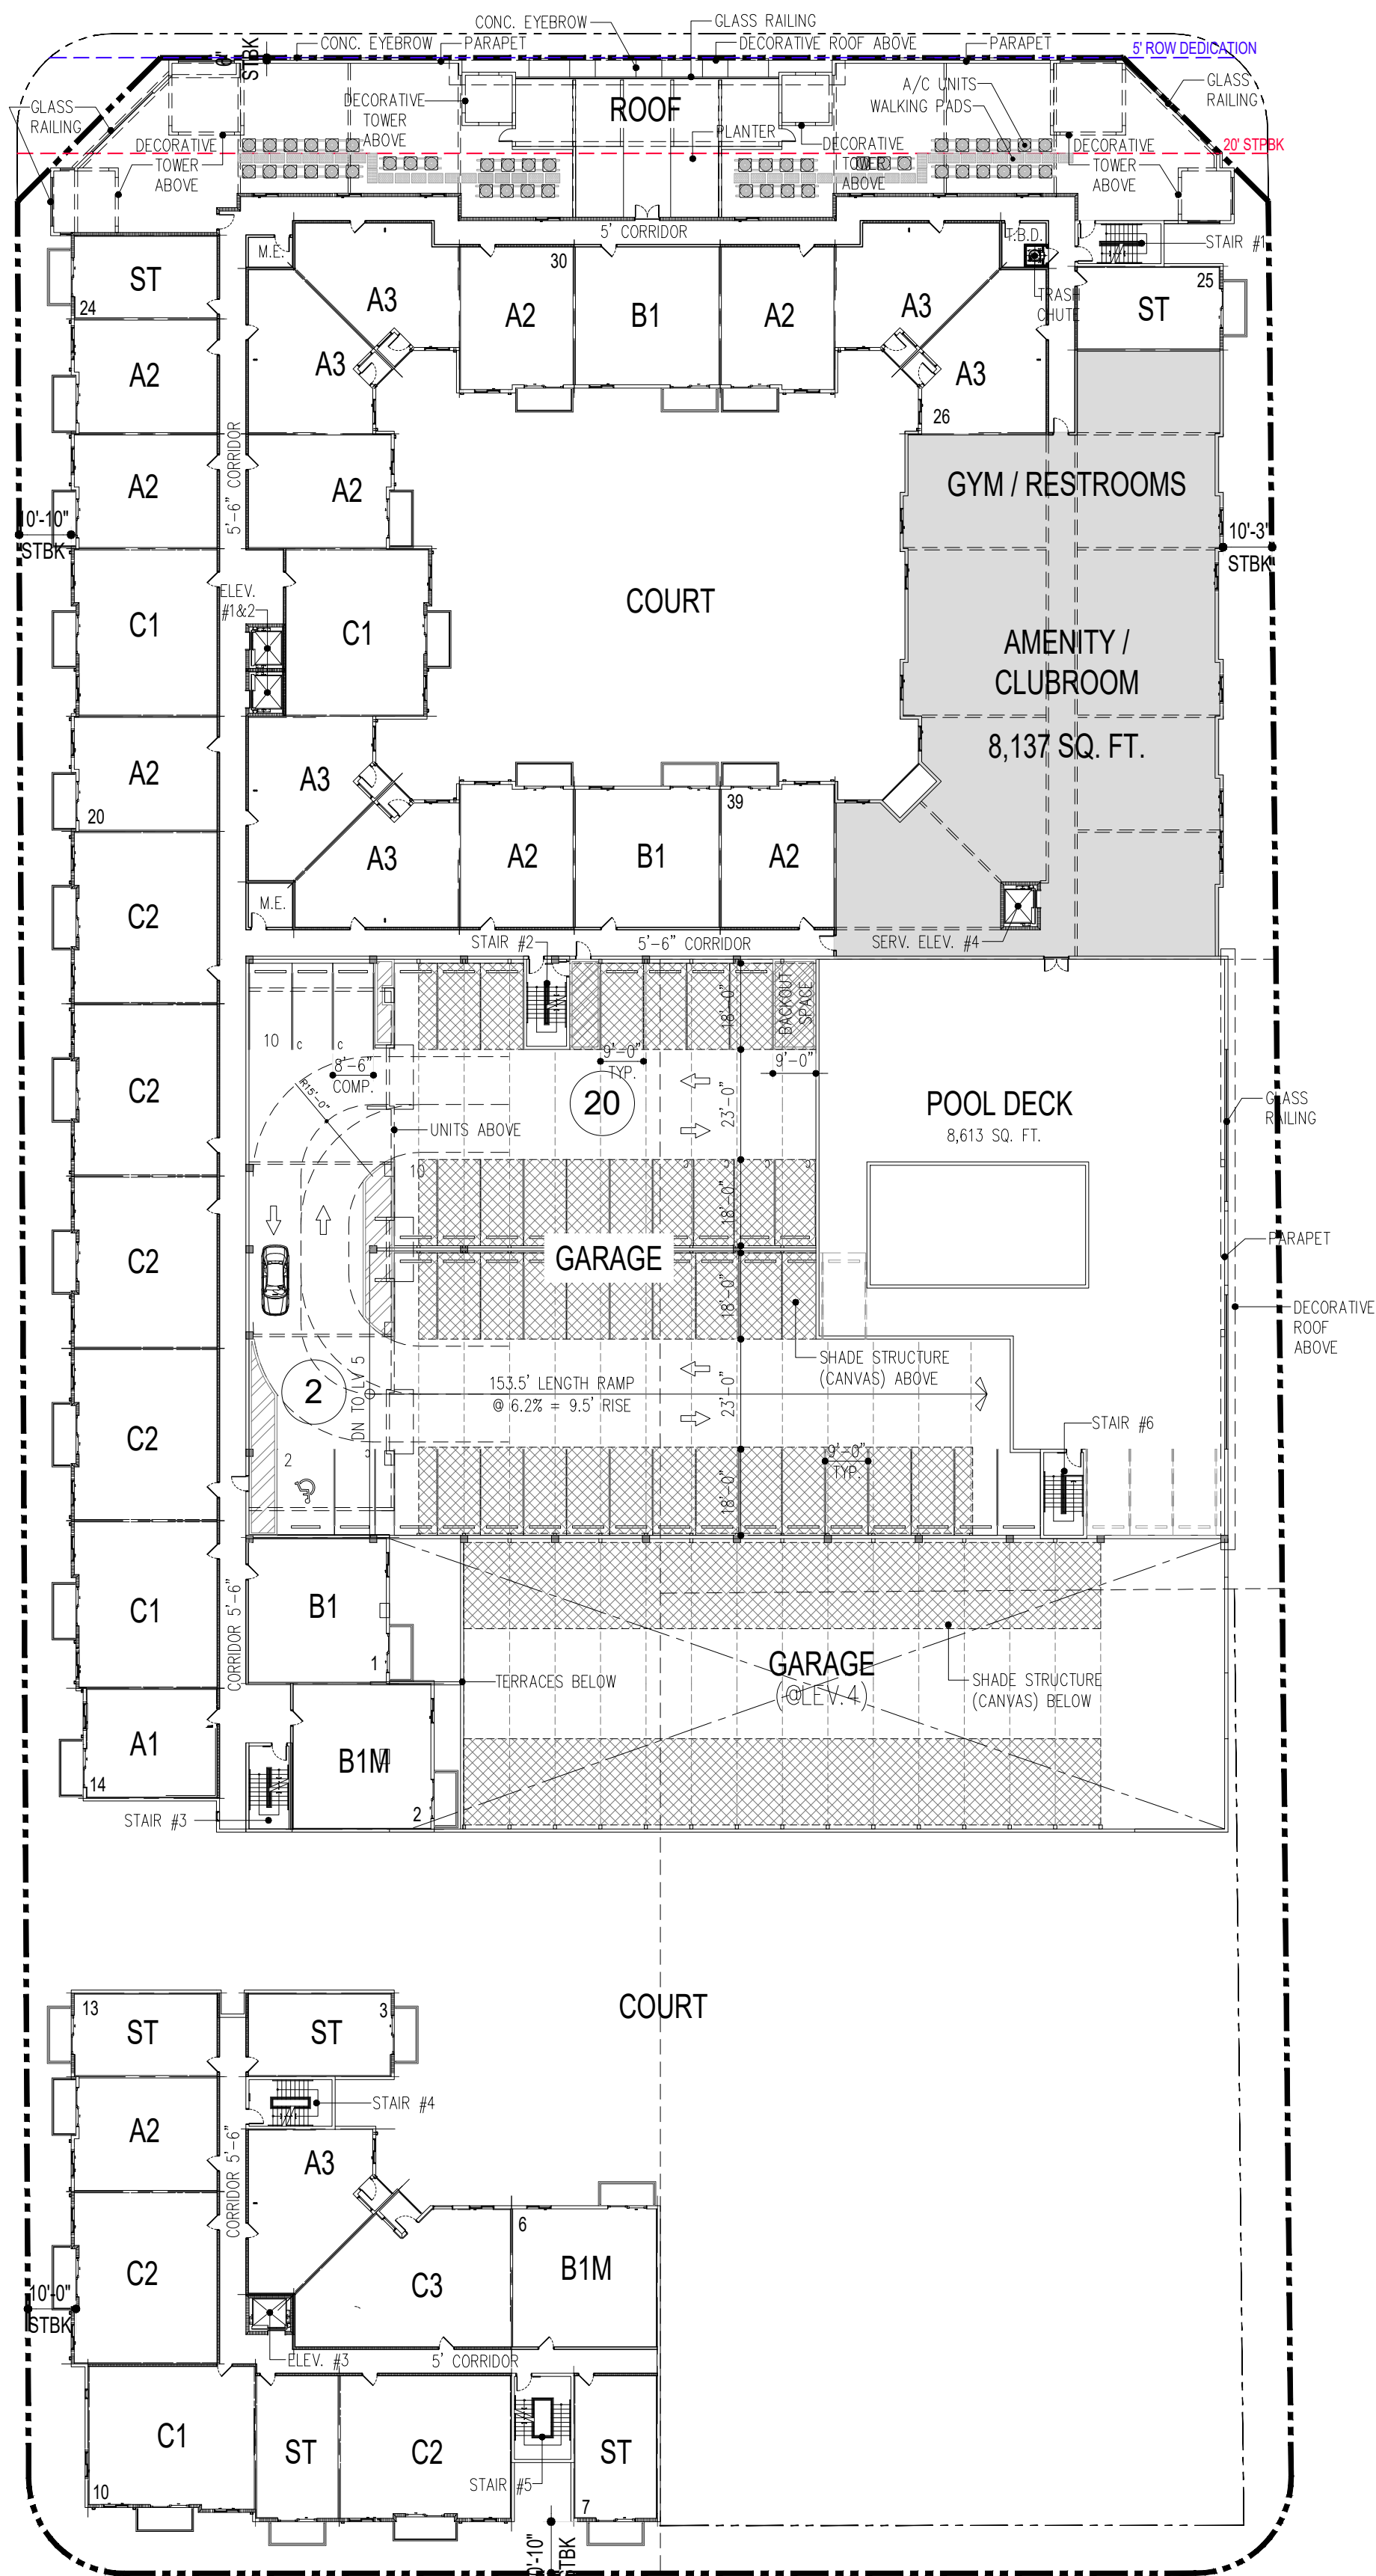 CONC. EYEBROW
GLASS RAILING
CONC. EYEBROW
PARAPET
DECORATIVE ROOF ABOVE
PARAPET
5' ROW DEDICATION
STBK
GLASS
RAILING
DECORATIVE
TOWER
ABOVE
ROOF
A/C UNITS
WALKING PADS
GLASS
RAILING
DECORATIVE
TOWER
ABOVE
PLANTER
DECORATIVE
TOWER
ABOVE
20' STPBK
DECORATIVE
TOWER
ABOVE
5' CORRIDOR
M.E.
T.B.D.
STAIR #1
ST
24
A3
A2
30
B1
A2
A3
TRASH
CHUTE
25
ST
A2
A3
A3
26
5'-6" CORRIDOR
A2
A2
GYM / RESTROOMS
10'-10"
STBK
10'-3"
STBK
ELEV.
#1&2
C1
C1
COURT
AMENITY /
CLUBROOM
8,137 SQ. FT.
A2
20
A3
A3
A2
B1
39
A2
C2
M.E.
STAIR #2
5'-6" CORRIDOR
SERV. ELEV. #4
10
c
c
18'-0"
BACKOUT
SPACE
8'-6"
COMP.
R15'-0"
9'-0"
TYP.
9'-0"
20
23'-0"
C2
UNITS ABOVE
POOL DECK
8,613 SQ. FT.
GLASS
RAILING
10
18'-0"
GARAGE
C2
PARAPET
18'-0"
DECORATIVE
ROOF
ABOVE
SHADE STRUCTURE
(CANVAS) ABOVE
2
DN TO LV 5
153.5' LENGTH RAMP
@ 6.2% = 9.5' RISE
23'-0"
C2
STAIR #6
2
3
9'-0"
TYP.
18'-0"
C1
CORRIDOR 5'-6"
B1
1
TERRACES BELOW
GARAGE
(@LEV.4)
SHADE STRUCTURE
(CANVAS) BELOW
A1
14
B1M
2
STAIR #3
13
ST
ST
3
COURT
STAIR #4
A2
CORRIDOR 5'-6"
A3
C2
10'-0"
STBK
C3
6
B1M
ELEV. #3
5' CORRIDOR
C1
10
ST
C2
STAIR #5
ST
7
STBK